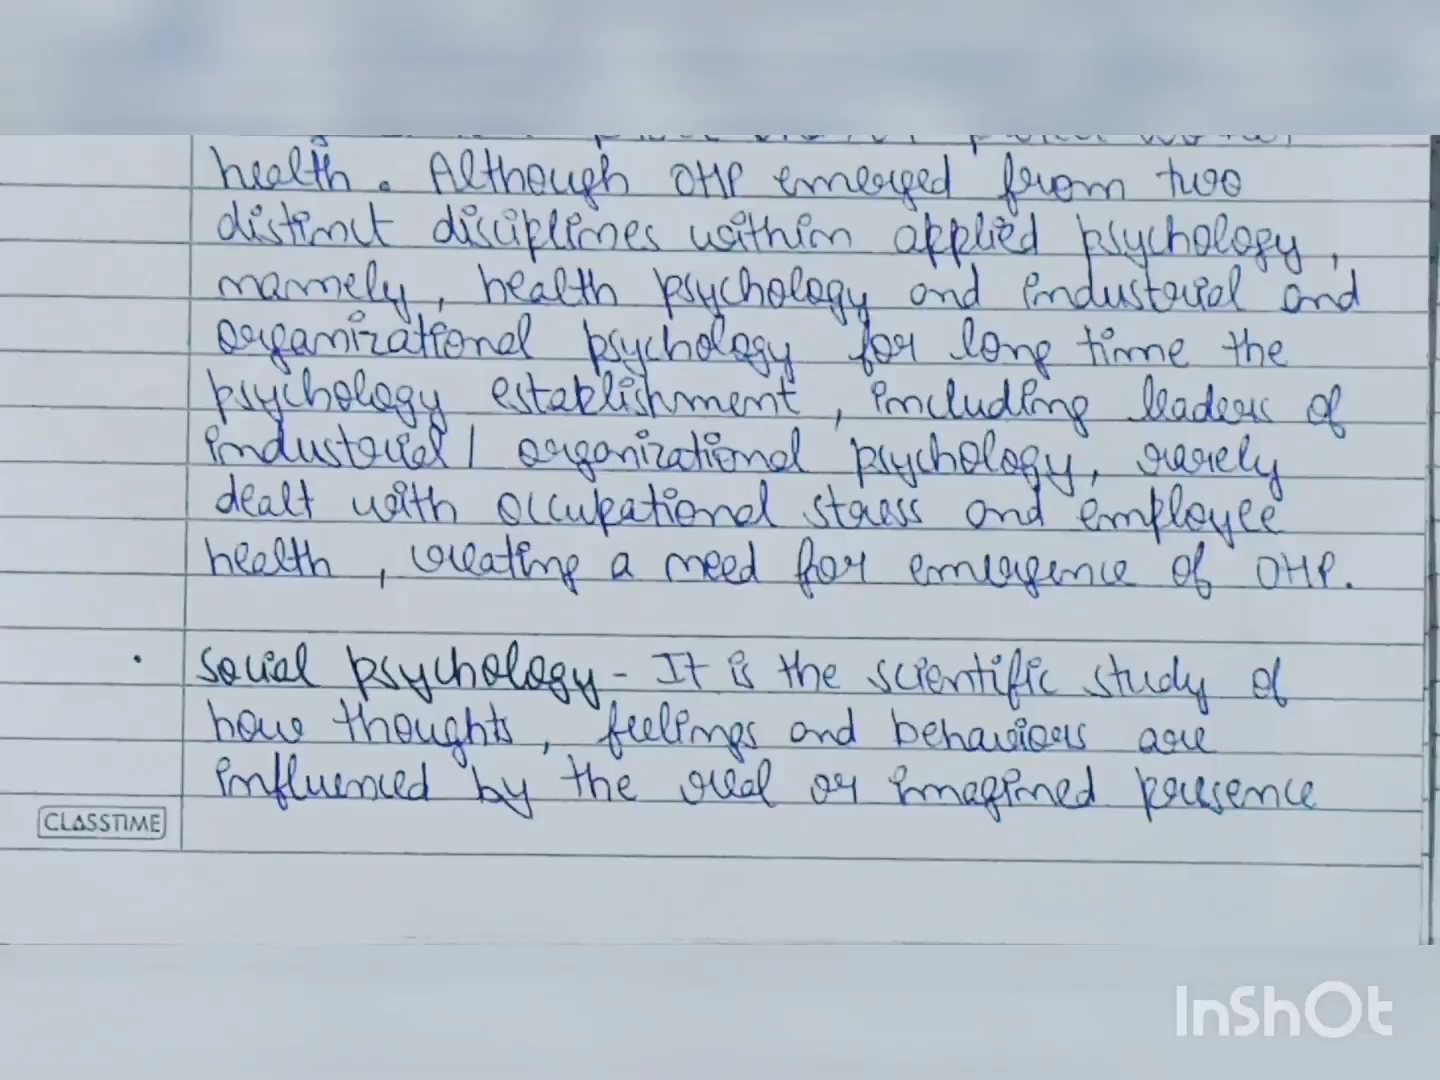 health. Although OHP emerged from two
distinct disciplines within applied psychology,
namely, health psychology and industrial and
organizational psychology for long time the
psychology establishment, including leaders of
industrial/ organizational psychology, rarely
dealt with occupational stress and employee
health, creating a need for emergence of OHP.
• Social psychology - It is the scientific study of
how thoughts, feelings and behaviors are
influenced by the real or imagined presence
CLASSTIME
InShOt